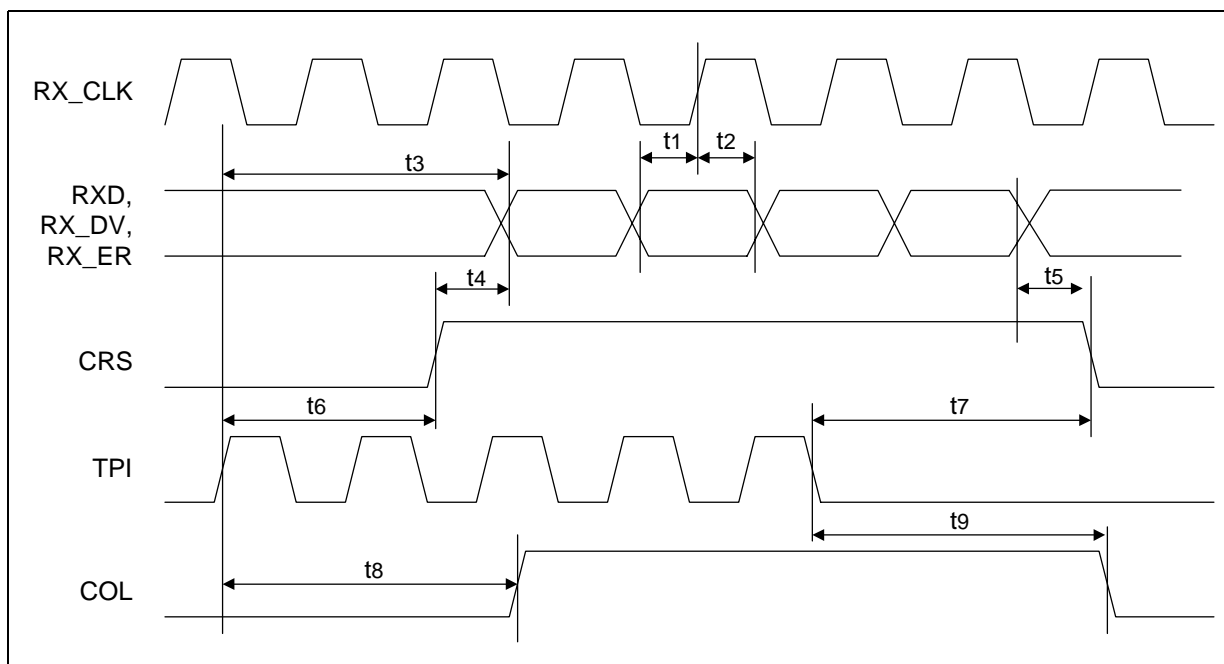 RX_CLK
t1
t2
t3
RXD,
RX_DV,
RX_ER
t4
t5
CRS
t6
t7
TPI
t9
t8
COL